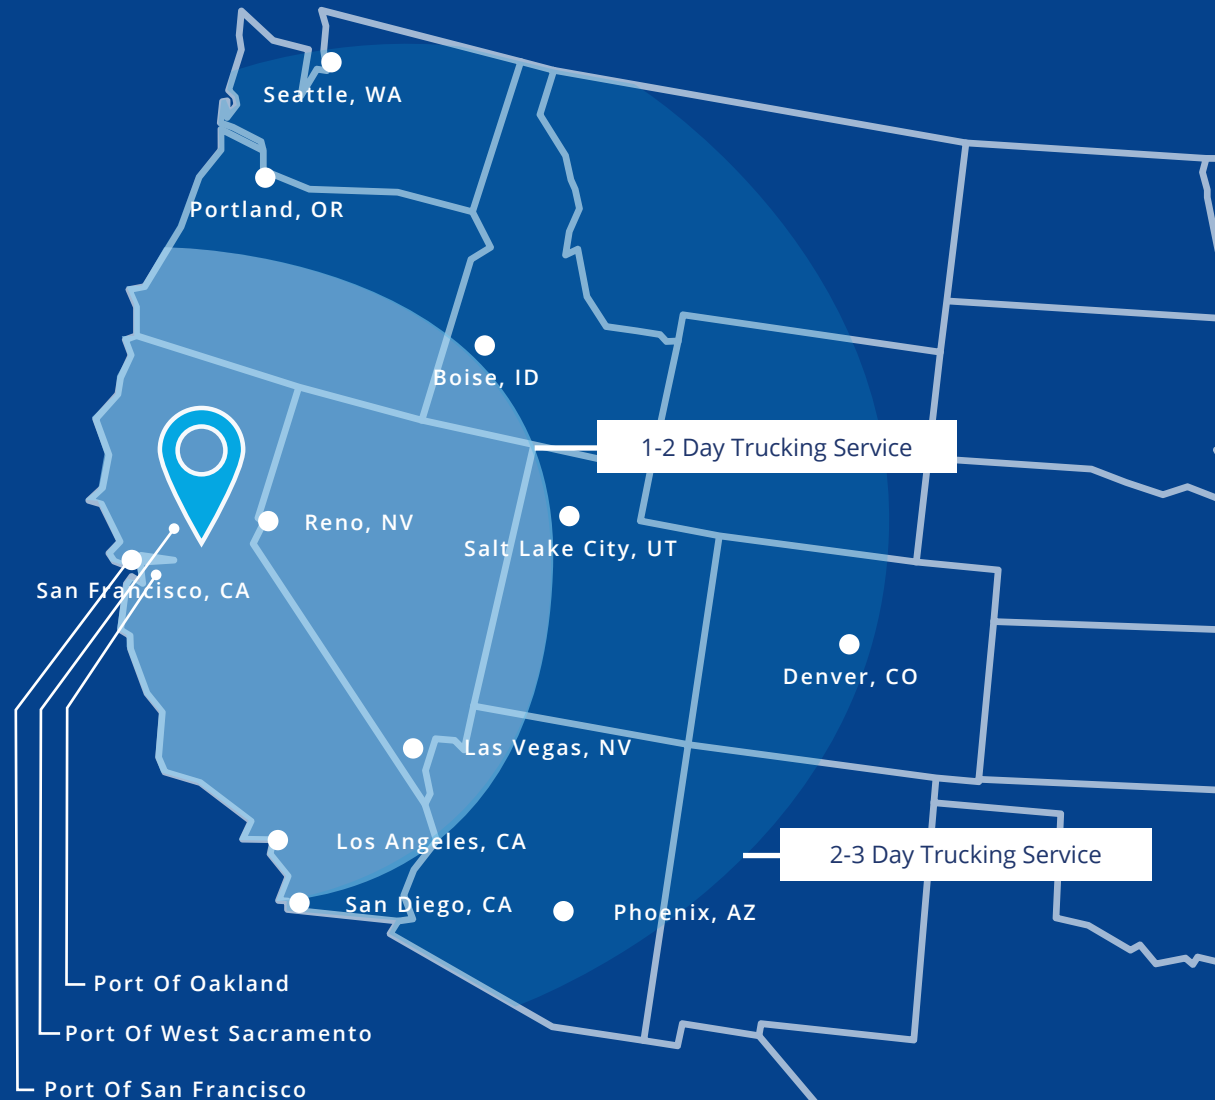 Seattle, WA
Portland, OR
Boise, ID
1-2 Day Trucking Service
Reno, NV
Salt Lake City, UT
San Francisco, CA
Denver, CO
Las Vegas, NV
Los Angeles, CA
2-3 Day Trucking Service
San Diego, CA
Phoenix, AZ
Port Of Oakland
Port Of West Sacramento
Port Of San Francisco